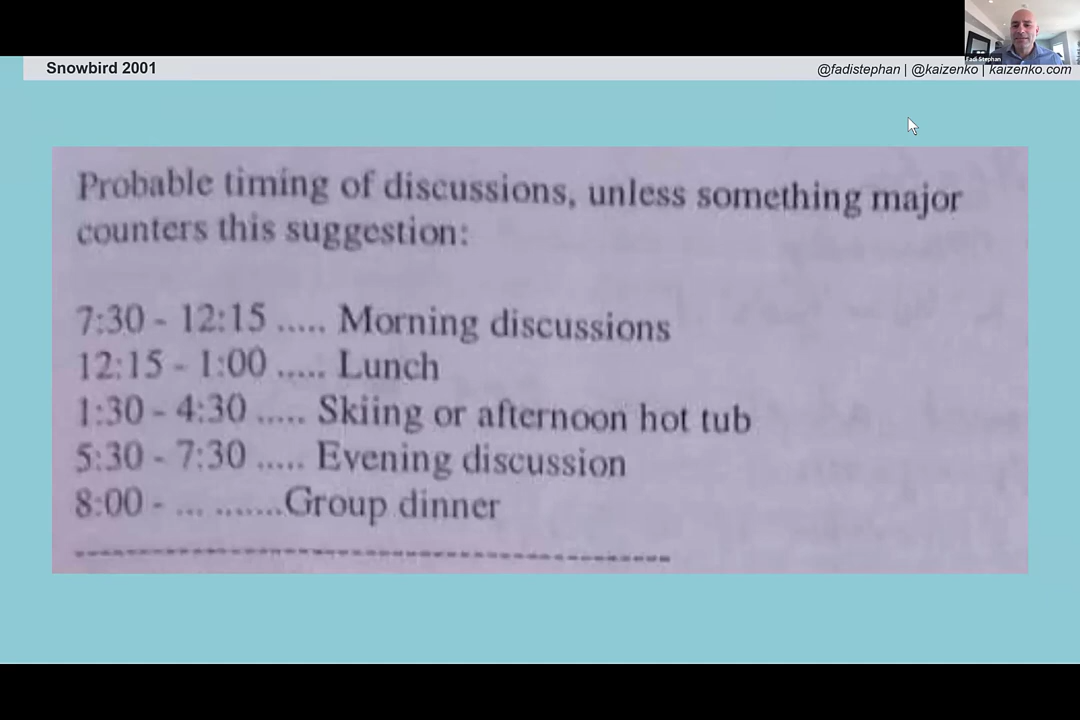 Snowbird 2001
@fadistephan | @kaizenko | kaizenko.com
Fadi Stephan
Probable timing of discussions, unless something major
counters this suggestion:
7:30 - 12:15 ..... Morning discussions
12:15 - 1:00 ..... Lunch
1:30 - 4:30 ..... Skiing or afternoon hot tub
5:30 - 7:30 ..... Evening discussion
8:00 - ... .......Group dinner